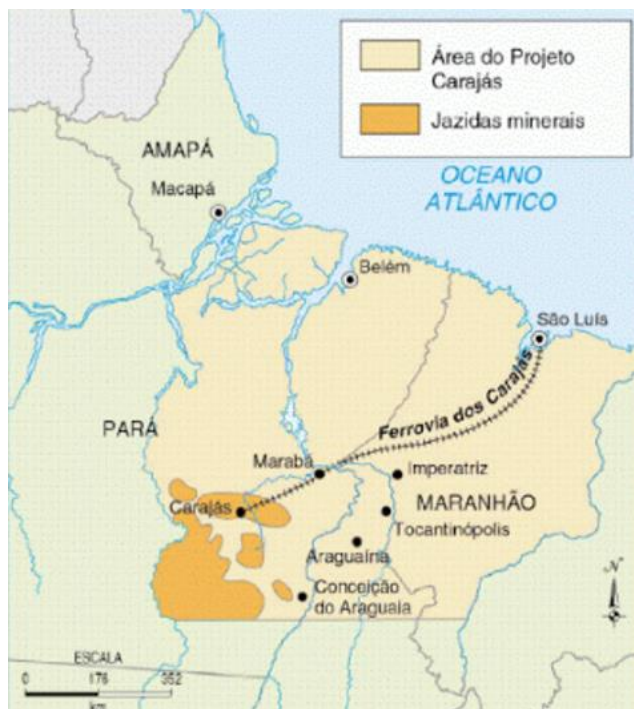 Área do Projeto
Carajás
Jazidas minerais
OCEANO
ATLÂNTICO
AMAPÁ
Macapá
Belém
São Luís
Ferrovia dos Carajás
PARÁ
Marabá
Imperatriz
Carajás
MARANHÃO
Tocantinópolis
Araguaína
Conceição
do Araguaia
N
ESCALA
0 176 352
km